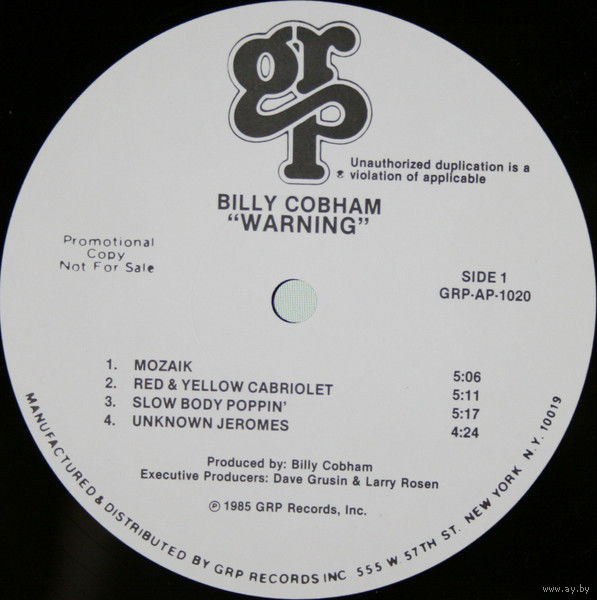 grp
®
Unauthorized duplication is a
violation of applicable
BILLY COBHAM
“WARNING”
Promotional
Copy
Not For Sale
SIDE 1
GRP-AP-1020
1. MOZAIK 5:06
2. RED & YELLOW CABRIOLET 5:11
3. SLOW BODY POPPIN' 5:17
4. UNKNOWN JEROMES 4:24
Produced by: Billy Cobham
Executive Producers: Dave Grusin & Larry Rosen
℗ 1985 GRP Records, Inc.
MANUFACTURED & DISTRIBUTED BY GRP RECORDS INC 555 W 57TH ST. NEW YORK N.Y. 10019
www.ay.by